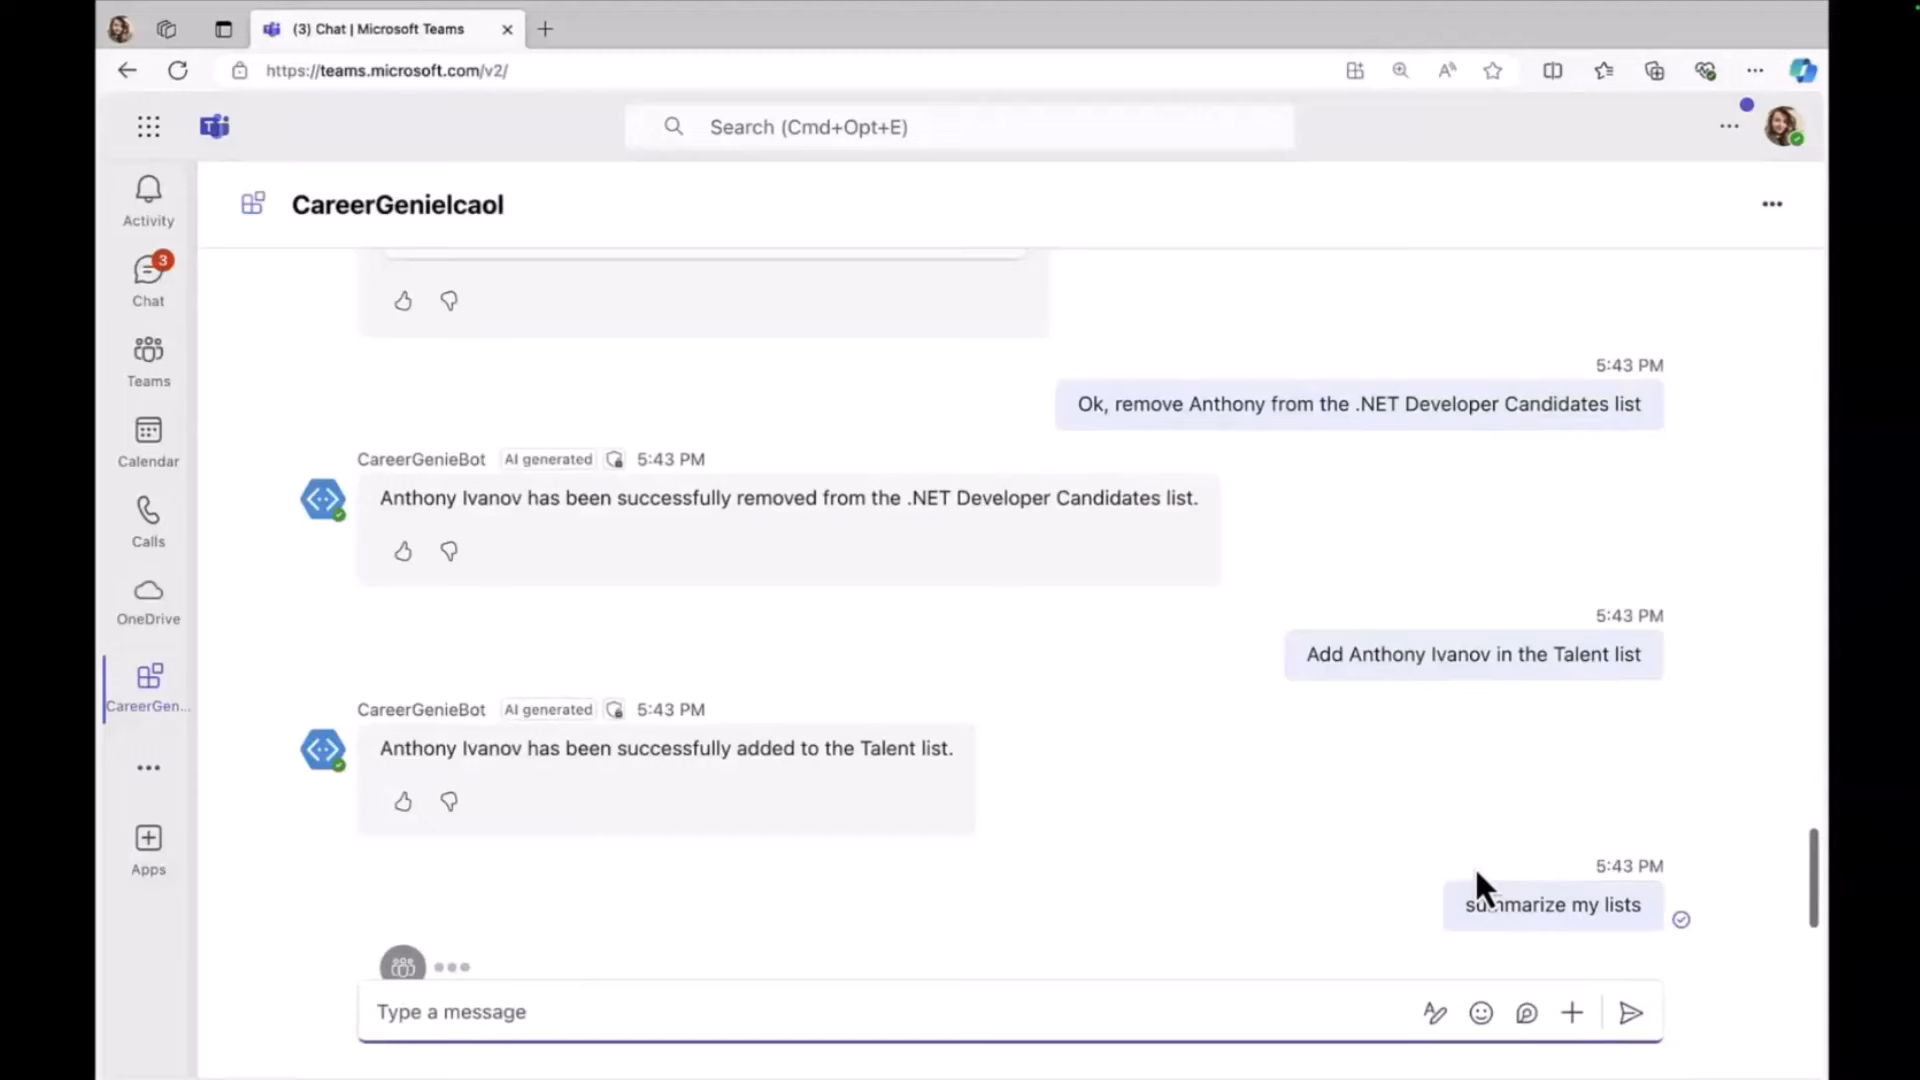 (3) Chat | Microsoft Teams
https://teams.microsoft.com/v2/
Search (Cmd+Opt+E)
CareerGenieIcaol
Activity
3
Chat
Teams
Calendar
Calls
OneDrive
CareerGen...
Apps
5:43 PM
Ok, remove Anthony from the .NET Developer Candidates list
CareerGenieBot AI generated 5:43 PM
Anthony Ivanov has been successfully removed from the .NET Developer Candidates list.
5:43 PM
Add Anthony Ivanov in the Talent list
CareerGenieBot AI generated 5:43 PM
Anthony Ivanov has been successfully added to the Talent list.
5:43 PM
summarize my lists
Type a message